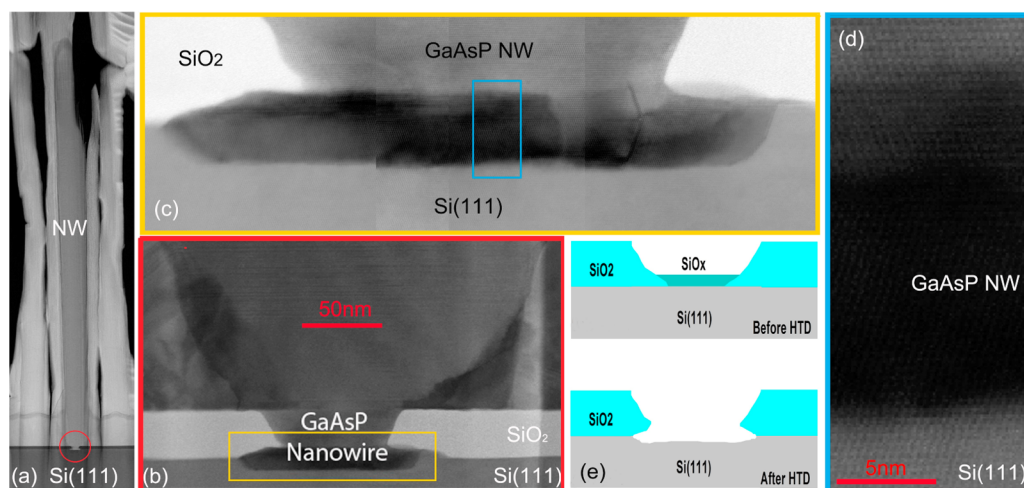 NW
(a)
Si(111)
SiO2
GaAsP NW
(c)
Si(111)
50nm
GaAsP
Nanowire
SiO2
(b)
Si(111)
SiO2
SiOx
Si(111)
Before HTD
SiO2
(e)
Si(111)
After HTD
(d)
GaAsP NW
5nm
Si(111)